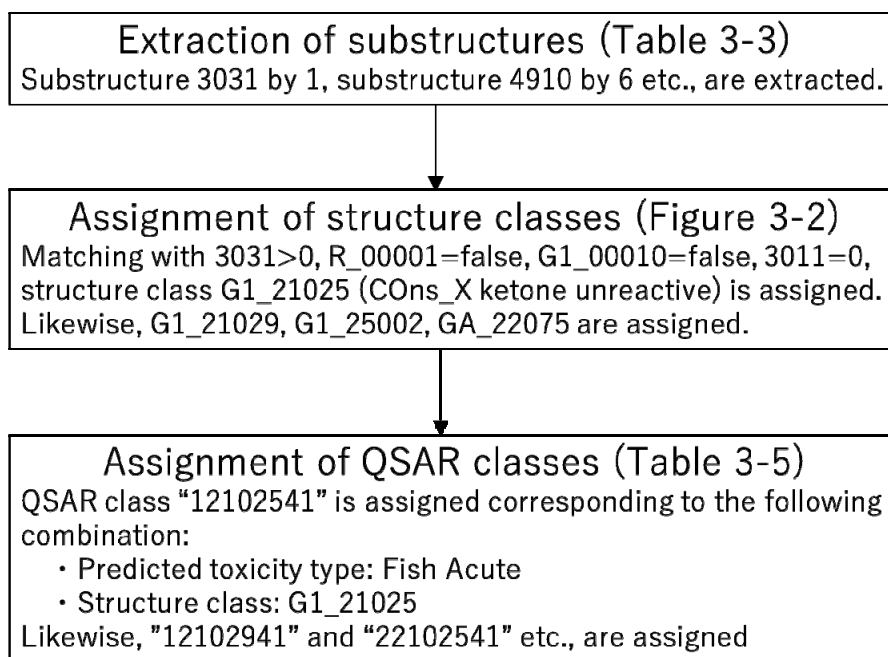 Extraction of substructures (Table 3-3)
Substructure 3031 by 1, substructure 4910 by 6 etc., are extracted.
Assignment of structure classes (Figure 3-2)
Matching with 3031>0, R_00001=false, G1_00010=false, 3011=0,
structure class G1_21025 (COns_X ketone unreactive) is assigned.
Likewise, G1_21029, G1_25002, GA_22075 are assigned.
Assignment of QSAR classes (Table 3-5)
QSAR class “12102541” is assigned corresponding to the following
combination:
・Predicted toxicity type: Fish Acute
・Structure class: G1_21025
Likewise, ”12102941” and “22102541” etc., are assigned